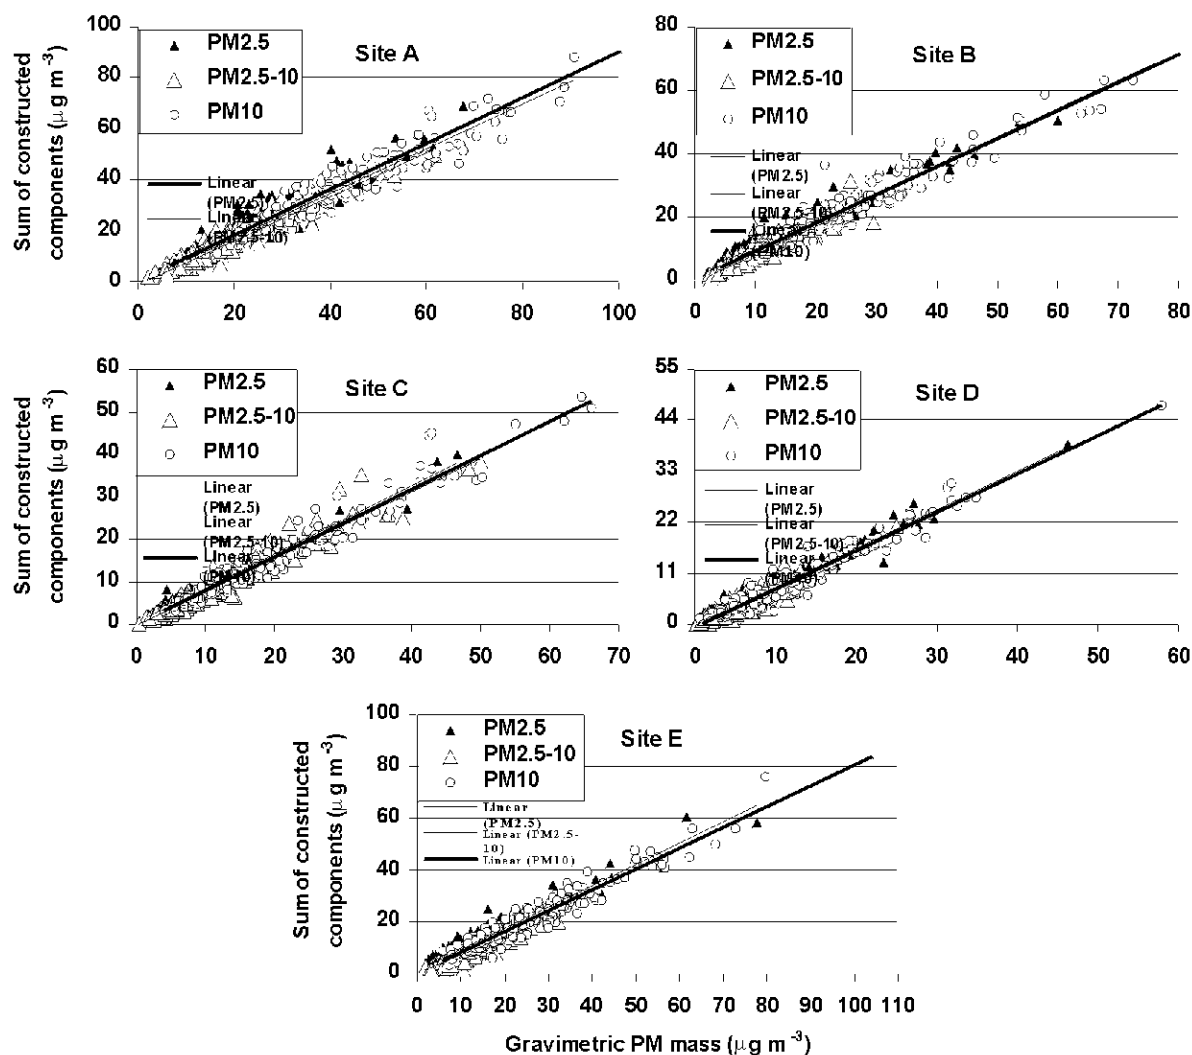 Sum of constructed
components (μg m⁻³)
100
80
60
40
20
0
PM2.5
PM2.5-10
PM10
Site A
Linear
(PM2.5)
Linear
(PM2.5-10)
0 20 40 60 80 100
80
60
40
20
0
PM2.5
PM2.5-10
PM10
Site B
Linear
(PM2.5)
Linear
(PM2.5-10)
Linear
(PM10)
0 10 20 30 40 50 60 70 80
Sum of constructed
components (μg m⁻³)
60
50
40
30
20
10
0
PM2.5
PM2.5-10
PM10
Site C
Linear
(PM2.5)
Linear
(PM2.5-10)
Linear
(PM10)
0 10 20 30 40 50 60 70
55
44
33
22
11
0
PM2.5
PM2.5-10
PM10
Site D
Linear
(PM2.5)
Linear
(PM2.5-10)
Linear
(PM10)
0 10 20 30 40 50 60
Sum of constructed
components (μg m⁻³)
100
80
60
40
20
0
PM2.5
PM2.5-10
PM10
Site E
Linear
(PM2.5)
Linear (PM2.5-
10)
Linear (PM10)
0 10 20 30 40 50 60 70 80 90 100 110
Gravimetric PM mass (μg m⁻³)